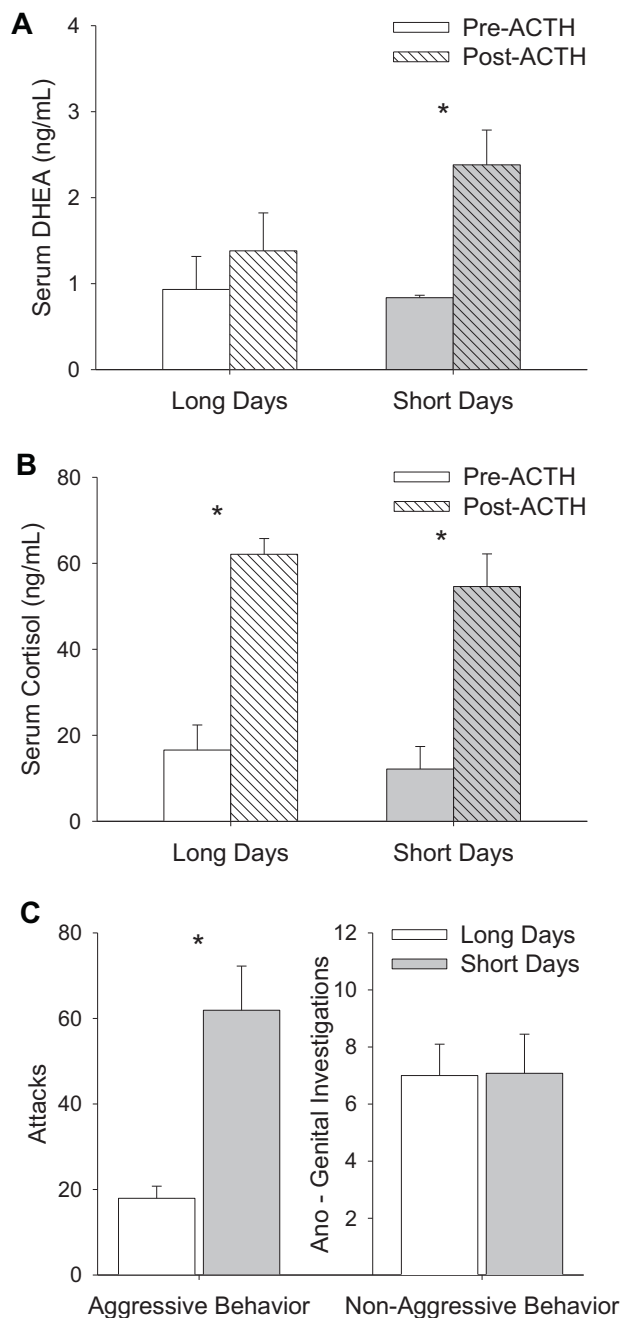 A
Pre-ACTH
Post-ACTH
Serum DHEA (ng/mL)
4
3
2
1
0
*
Long Days
Short Days
B
Pre-ACTH
Post-ACTH
Serum Cortisol (ng/mL)
80
60
40
20
0
*
*
Long Days
Short Days
C
Attacks
80
60
40
20
0
*
Aggressive Behavior
Long Days
Short Days
Ano - Genital Investigations
12
10
8
6
4
2
Non-Aggressive Behavior